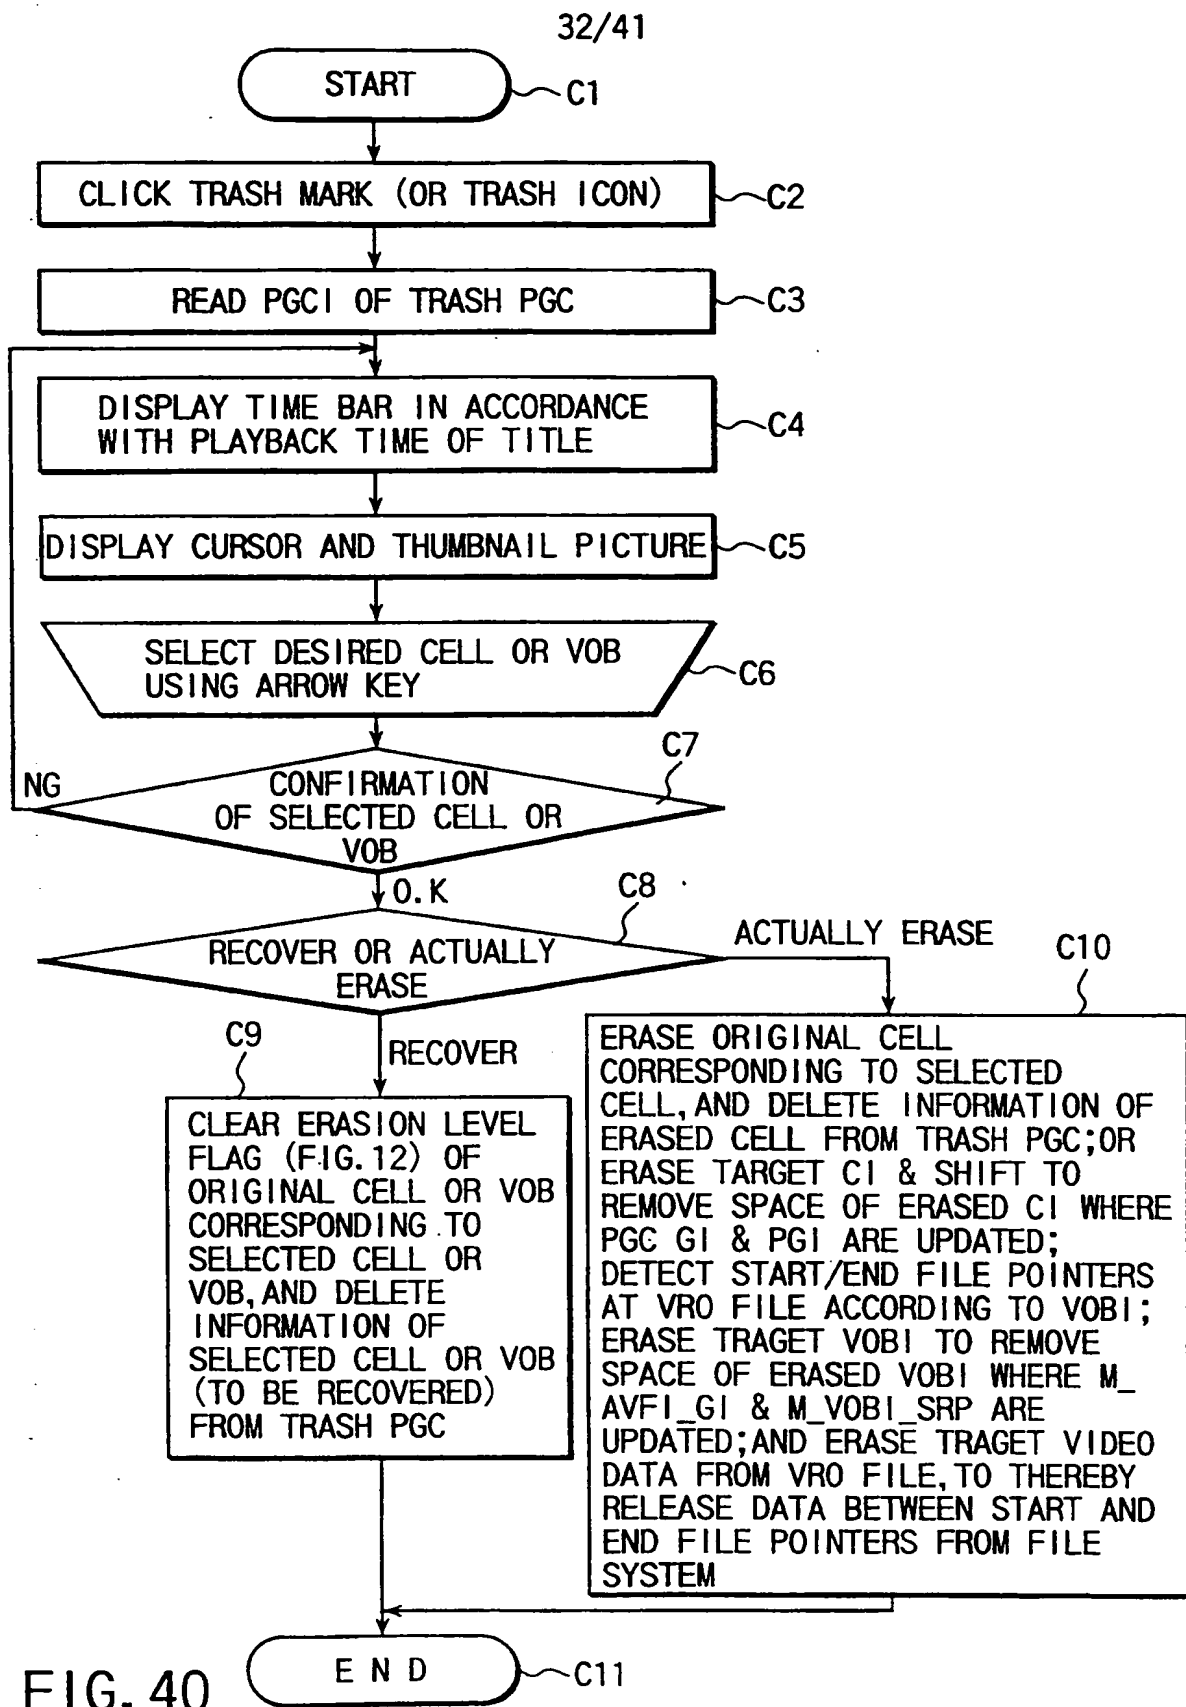 32/41
START
C1
CLICK TRASH MARK (OR TRASH ICON)
C2
READ PGCI OF TRASH PGC
C3
DISPLAY TIME BAR IN ACCORDANCE
WITH PLAYBACK TIME OF TITLE
C4
DISPLAY CURSOR AND THUMBNAIL PICTURE
C5
SELECT DESIRED CELL OR VOB
USING ARROW KEY
C6
C7
NG
CONFIRMATION
OF SELECTED CELL OR
VOB
O.K
C8
RECOVER OR ACTUALLY
ERASE
ACTUALLY ERASE
C10
C9
RECOVER
CLEAR ERASION LEVEL
FLAG (FIG.12) OF
ORIGINAL CELL OR VOB
CORRESPONDING TO
SELECTED CELL OR
VOB, AND DELETE
INFORMATION OF
SELECTED CELL OR VOB
(TO BE RECOVERED)
FROM TRASH PGC
ERASE ORIGINAL CELL
CORRESPONDING TO SELECTED
CELL, AND DELETE INFORMATION OF
ERASED CELL FROM TRASH PGC;OR
ERASE TARGET CI & SHIFT TO
REMOVE SPACE OF ERASED CI WHERE
PGC GI & PGI ARE UPDATED;
DETECT START/END FILE POINTERS
AT VRO FILE ACCORDING TO VOBI;
ERASE TRAGET VOBI TO REMOVE
SPACE OF ERASED VOBI WHERE M_
AVFI_GI & M_VOBI_SRP ARE
UPDATED;AND ERASE TRAGET VIDEO
DATA FROM VRO FILE, TO THEREBY
RELEASE DATA BETWEEN START AND
END FILE POINTERS FROM FILE
SYSTEM
END
C11
FIG. 40